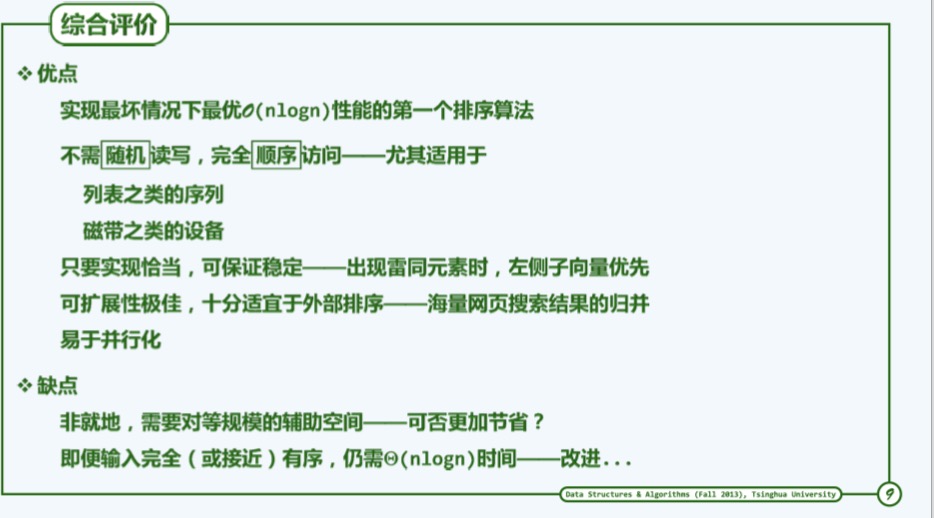 综合评价
❖ 优点
实现最坏情况下最优O(nlogn)性能的第一个排序算法
不需随机读写，完全顺序访问——尤其适用于
列表之类的序列
磁带之类的设备
只要实现恰当，可保证稳定——出现雷同元素时，左侧子向量优先
可扩展性极佳，十分适宜于外部排序——海量网页搜索结果的归并
易于并行化
❖ 缺点
非就地，需要对等规模的辅助空间——可否更加节省？
即便输入完全（或接近）有序，仍需Θ(nlogn)时间——改进...
Data Structures & Algorithms (Fall 2013), Tsinghua University
9